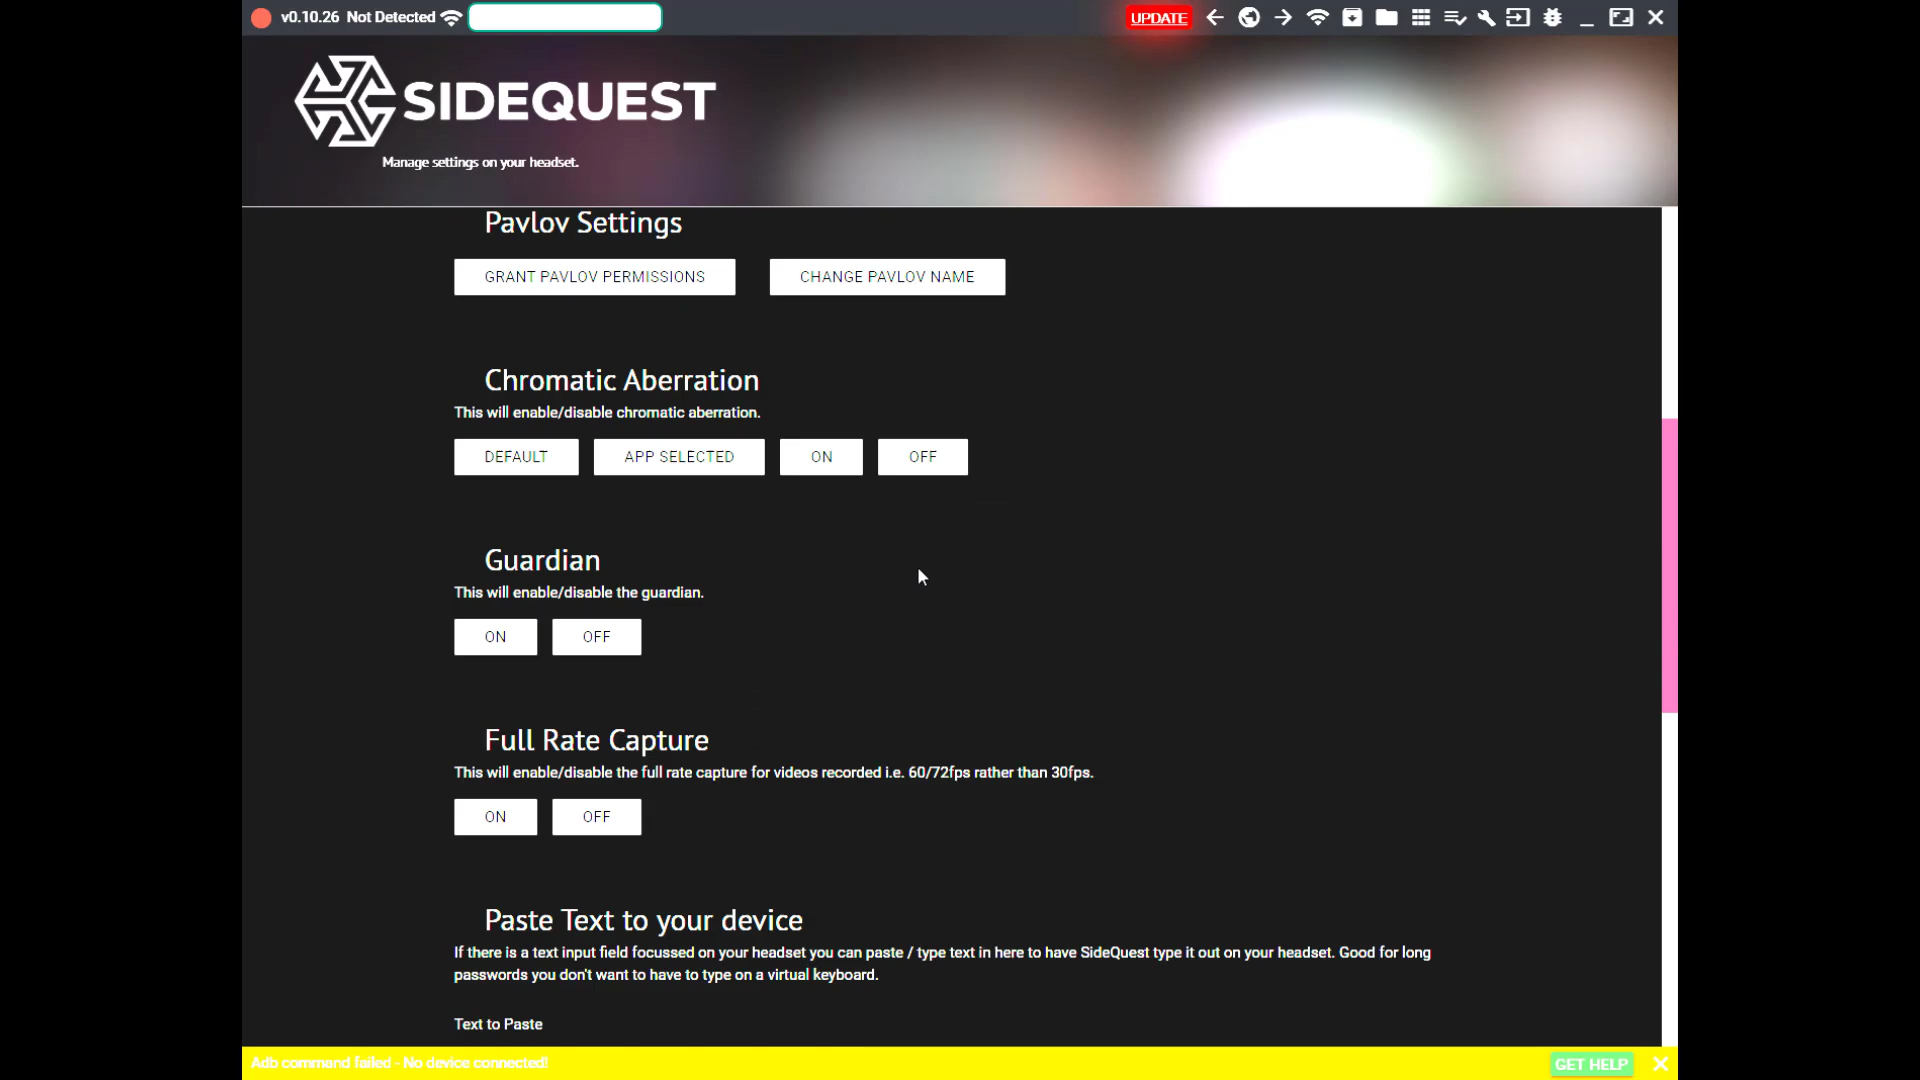 v0.10.26 Not Detected
UPDATE
SIDEQUEST
Manage settings on your headset.
Pavlov Settings
GRANT PAVLOV PERMISSIONS
CHANGE PAVLOV NAME
Chromatic Aberration
This will enable/disable chromatic aberration.
DEFAULT
APP SELECTED
ON
OFF
Guardian
This will enable/disable the guardian.
ON
OFF
Full Rate Capture
This will enable/disable the full rate capture for videos recorded i.e. 60/72fps rather than 30fps.
ON
OFF
Paste Text to your device
If there is a text input field focussed on your headset you can paste / type text in here to have SideQuest type it out on your headset. Good for long
passwords you don't want to have to type on a virtual keyboard.
Text to Paste
Adb command failed - No device connected!
GET HELP